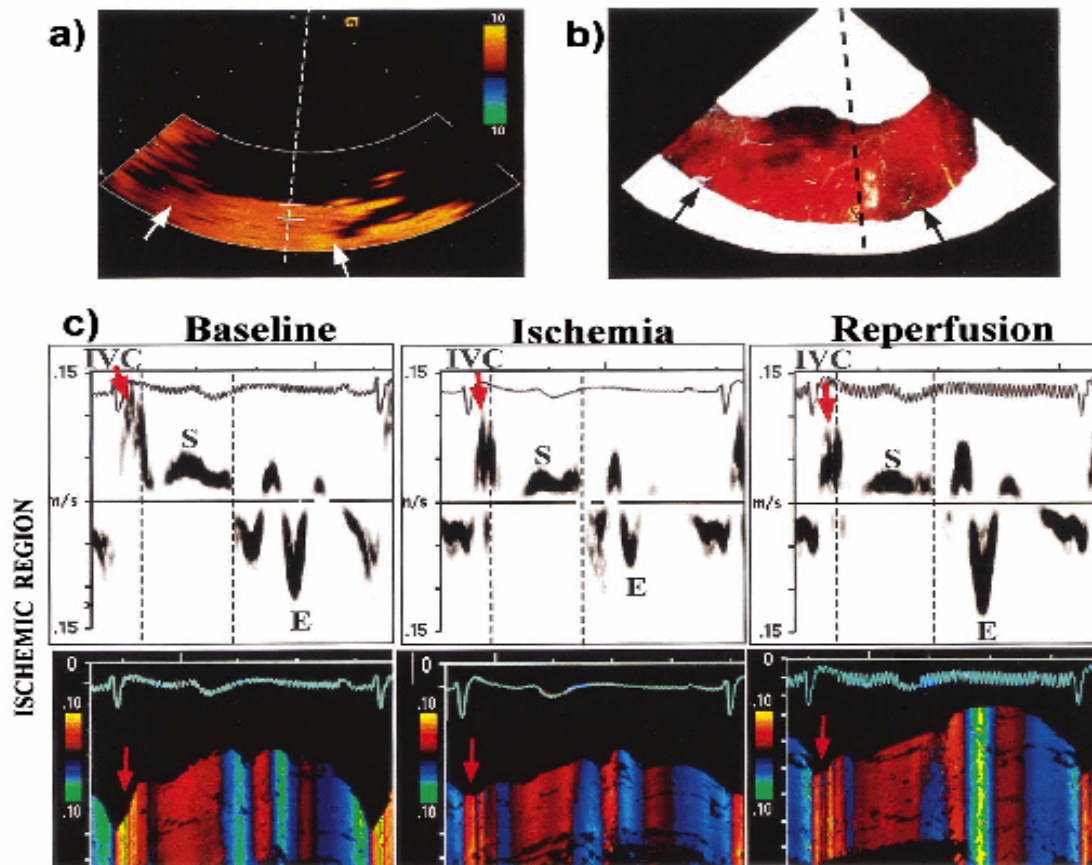 a)
.10
10
b)
c)
Baseline
Ischemia
Reperfusion
IVC
IVC
IVC
.15
.15
.15
S
S
S
m/s
m/s
m/s
E
E
E
.15
.15
.15
ISCHEMIC REGION
0
0
0
.10
.10
.10
.10
.10
.10